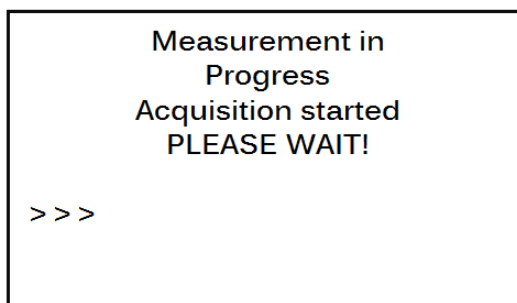 Measurement in
Progress
Acquisition started
PLEASE WAIT!
> > >